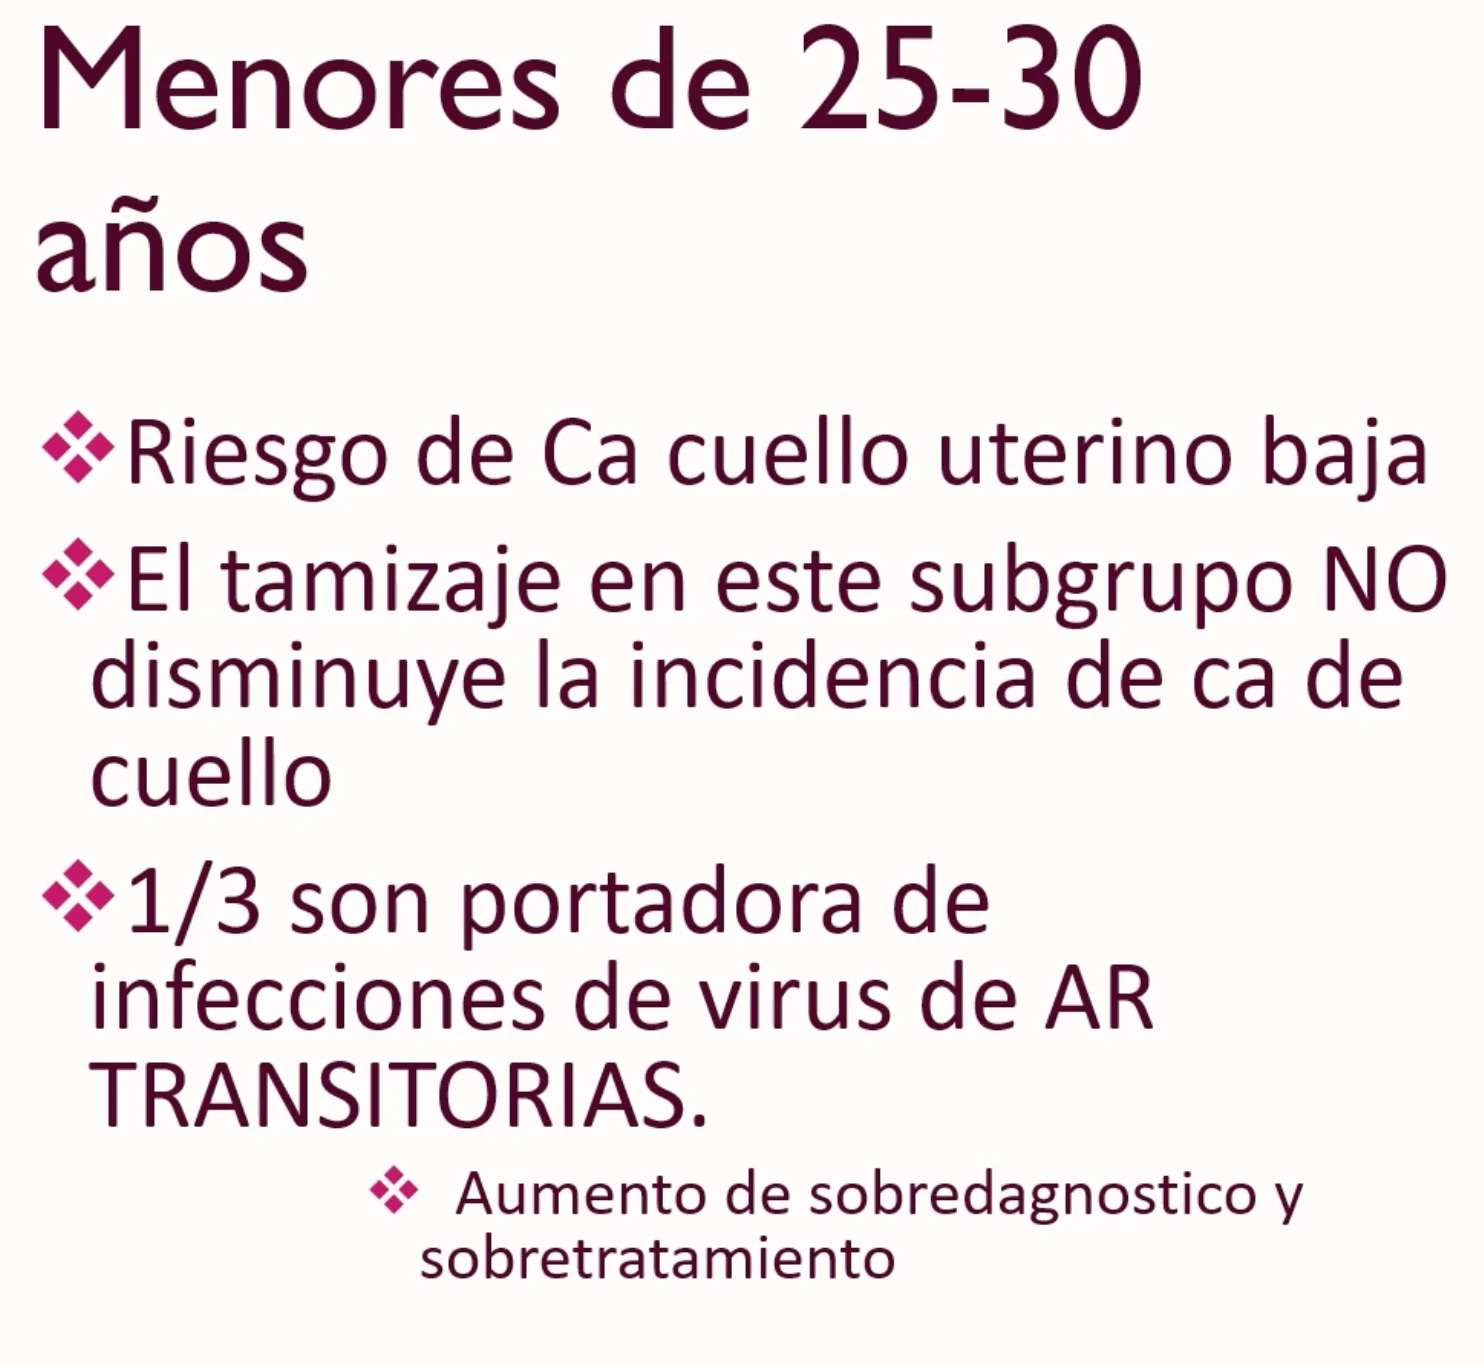 Menores de 25-30
años
Riesgo de Ca cuello uterino baja
El tamizaje en este subgrupo NO
disminuye la incidencia de ca de
cuello
1/3 son portadora de
infecciones de virus de AR
TRANSITORIAS.
Aumento de sobredagnostico y
sobretratamiento